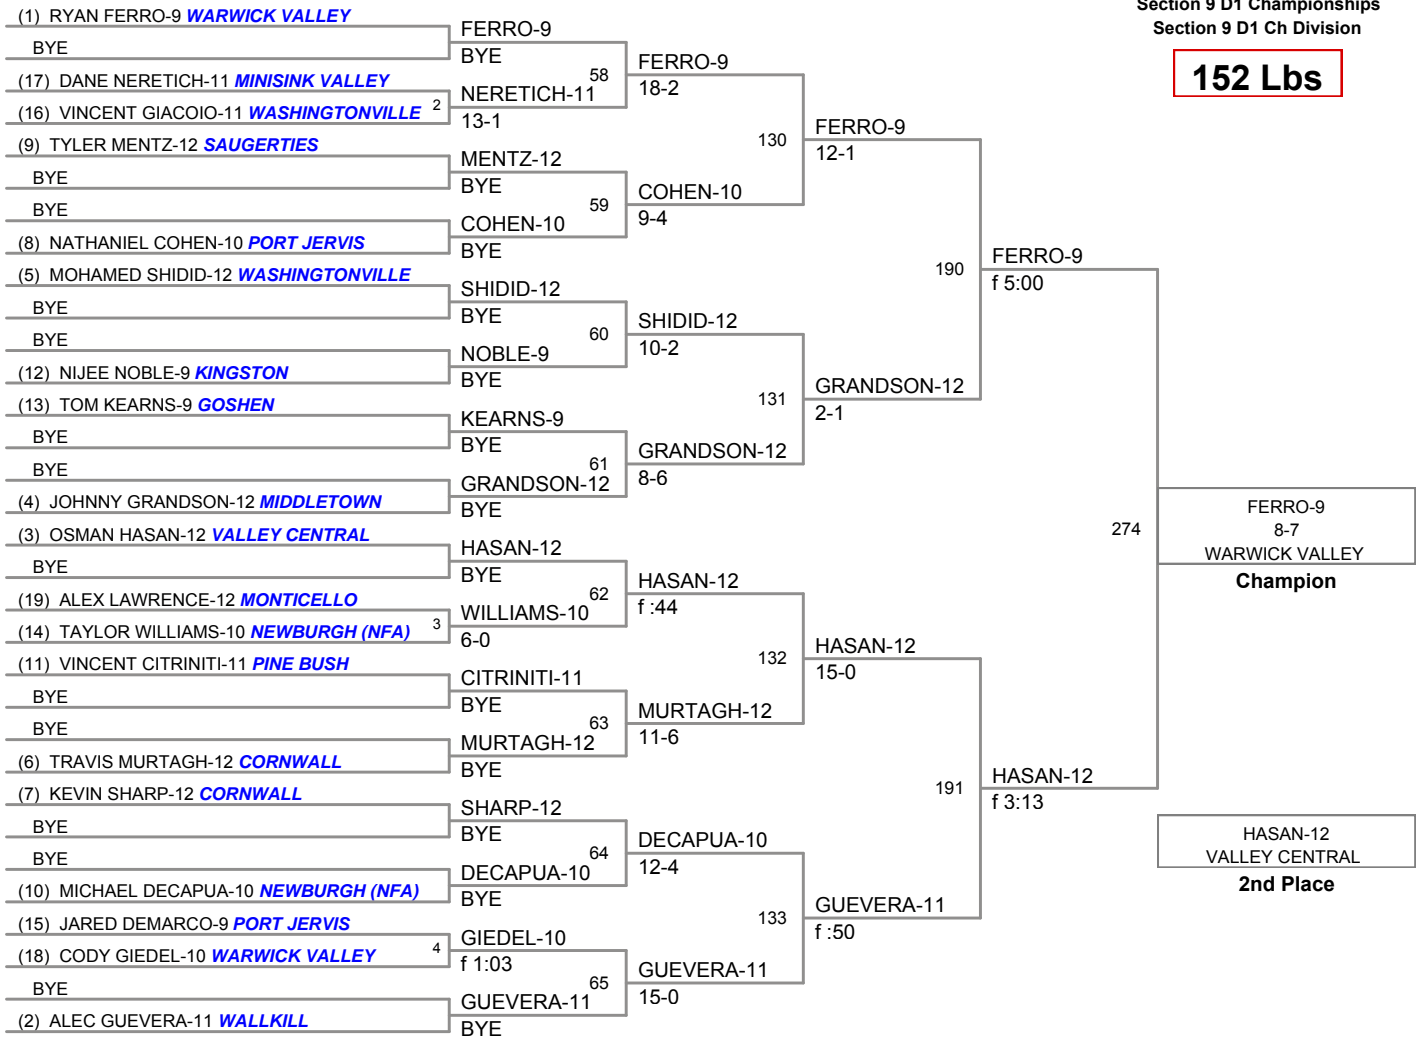 Section 9 D1 Championships
Section 9 D1 Ch Division
152 Lbs
(1) RYAN FERRO-9 WARWICK VALLEY
BYE
(17) DANE NERETICH-11 MINISINK VALLEY
(16) VINCENT GIACOIO-11 WASHINGTONVILLE
(9) TYLER MENTZ-12 SAUGERTIES
BYE
BYE
(8) NATHANIEL COHEN-10 PORT JERVIS
(5) MOHAMED SHIDID-12 WASHINGTONVILLE
BYE
BYE
(12) NIJEE NOBLE-9 KINGSTON
(13) TOM KEARNS-9 GOSHEN
BYE
BYE
(4) JOHNNY GRANDSON-12 MIDDLETOWN
(3) OSMAN HASAN-12 VALLEY CENTRAL
BYE
(19) ALEX LAWRENCE-12 MONTICELLO
(14) TAYLOR WILLIAMS-10 NEWBURGH (NFA)
(11) VINCENT CITRINITI-11 PINE BUSH
BYE
BYE
(6) TRAVIS MURTAGH-12 CORNWALL
(7) KEVIN SHARP-12 CORNWALL
BYE
BYE
(10) MICHAEL DECAPUA-10 NEWBURGH (NFA)
(15) JARED DEMARCO-9 PORT JERVIS
(18) CODY GIEDEL-10 WARWICK VALLEY
BYE
(2) ALEC GUEVERA-11 WALLKILL
2
3
4
FERRO-9
BYE
NERETICH-11
13-1
MENTZ-12
BYE
COHEN-10
BYE
SHIDID-12
BYE
NOBLE-9
BYE
KEARNS-9
BYE
GRANDSON-12
BYE
HASAN-12
BYE
WILLIAMS-10
6-0
CITRINITI-11
BYE
MURTAGH-12
BYE
SHARP-12
BYE
DECAPUA-10
BYE
GIEDEL-10
f 1:03
GUEVERA-11
BYE
58
59
60
61
62
63
64
65
FERRO-9
18-2
COHEN-10
9-4
SHIDID-12
10-2
GRANDSON-12
8-6
HASAN-12
f :44
MURTAGH-12
11-6
DECAPUA-10
12-4
GUEVERA-11
15-0
130
131
132
133
FERRO-9
12-1
GRANDSON-12
2-1
HASAN-12
15-0
GUEVERA-11
f :50
190
191
FERRO-9
f 5:00
HASAN-12
f 3:13
274
FERRO-9
8-7
WARWICK VALLEY
Champion
HASAN-12
VALLEY CENTRAL
2nd Place